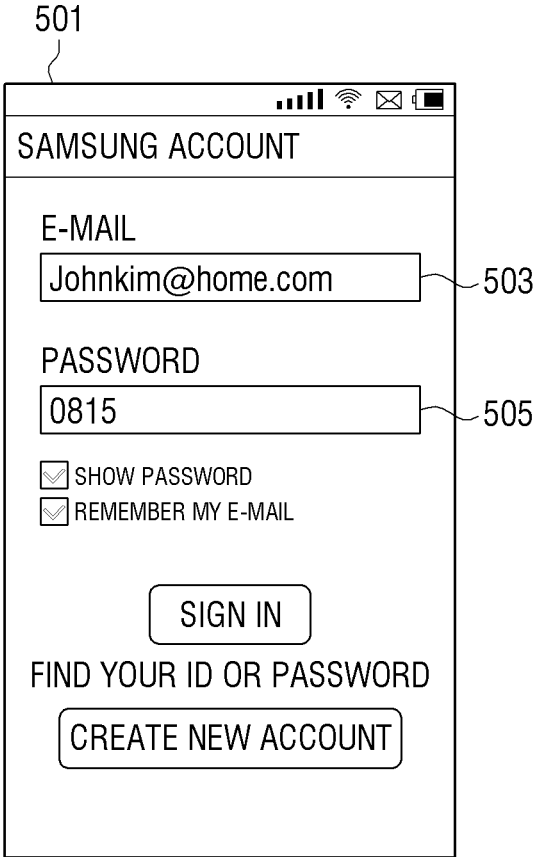 501
SAMSUNG ACCOUNT
E-MAIL
Johnkim@home.com
503
PASSWORD
0815
505
SHOW PASSWORD
REMEMBER MY E-MAIL
SIGN IN
FIND YOUR ID OR PASSWORD
CREATE NEW ACCOUNT